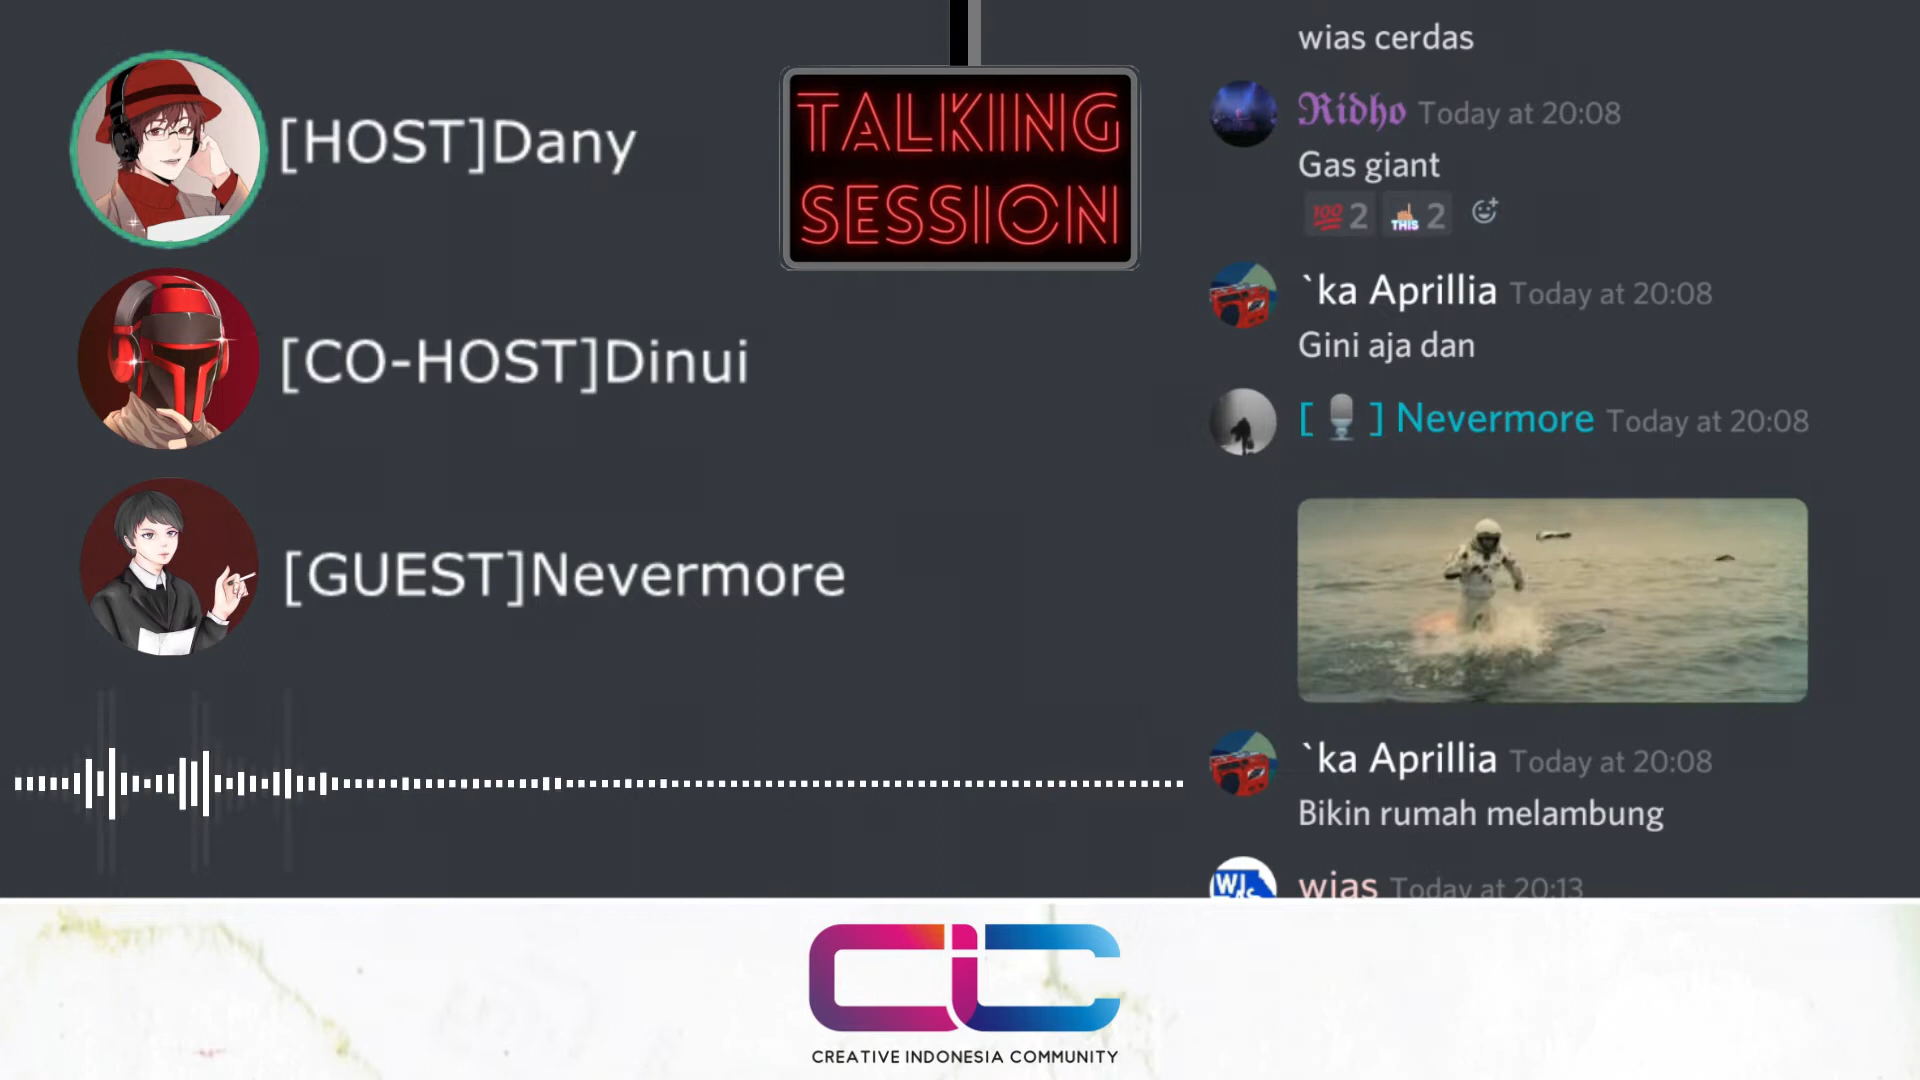 [HOST]Dany
[CO-HOST]Dinui
[GUEST]Nevermore
TALKING
SESSION
wias cerdas
Ridho Today at 20:08
Gas giant
100 2 THIS 2
`ka Aprillia Today at 20:08
Gini aja dan
[ ] Nevermore Today at 20:08
`ka Aprillia Today at 20:08
Bikin rumah melambung
wias Today at 20:13
CIC
CREATIVE INDONESIA COMMUNITY